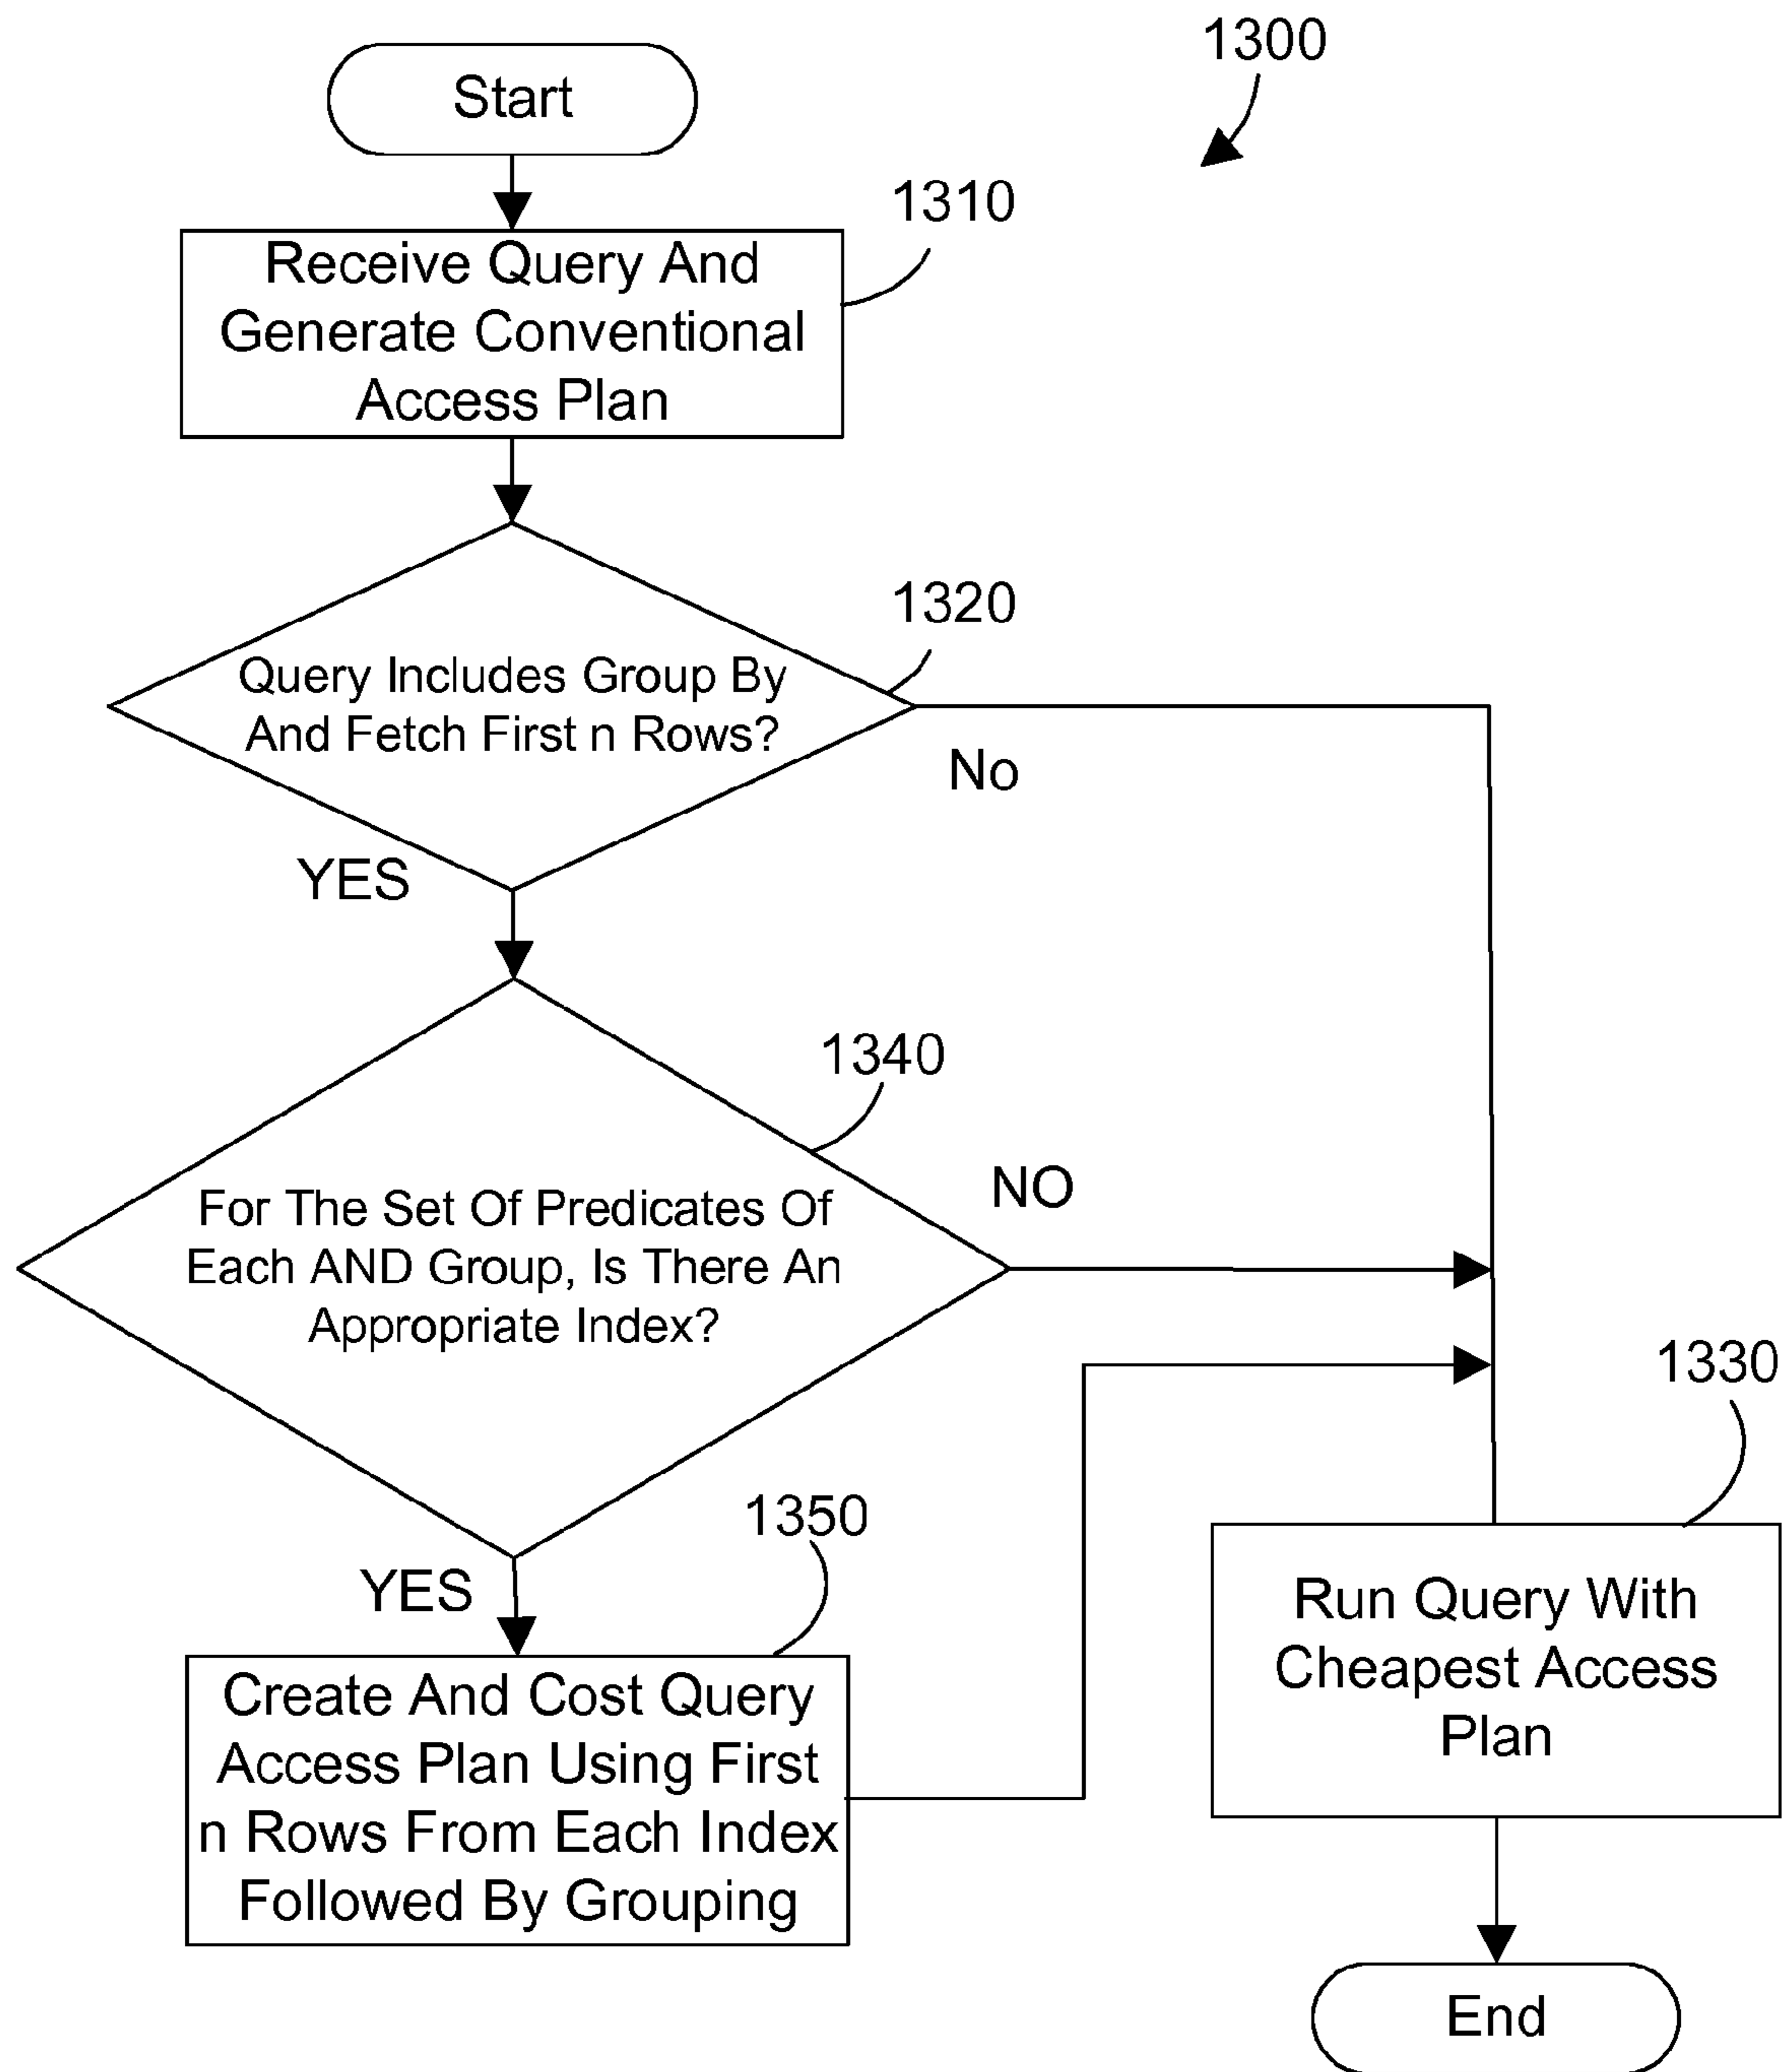 1300
Start
1310
Receive Query And
Generate Conventional
Access Plan
1320
Query Includes Group By
And Fetch First n Rows?
No
YES
1340
For The Set Of Predicates Of
Each AND Group, Is There An
Appropriate Index?
NO
1330
YES
1350
Create And Cost Query
Access Plan Using First
n Rows From Each Index
Followed By Grouping
Run Query With
Cheapest Access
Plan
End